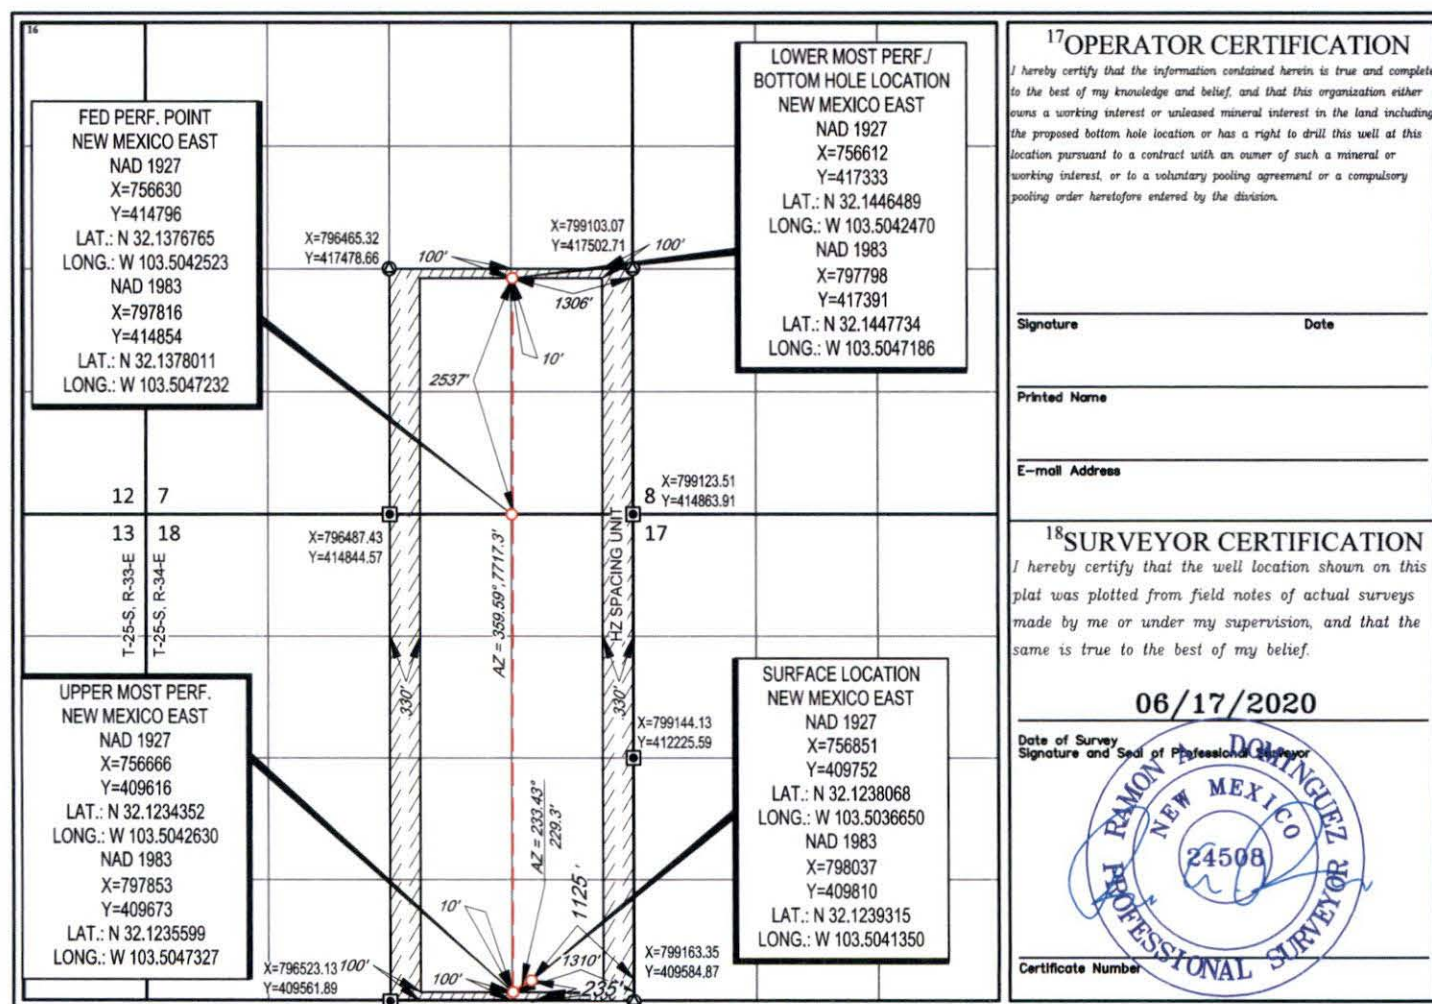 16
FED PERF. POINT
NEW MEXICO EAST
NAD 1927
X=756630
Y=414796
LAT.: N 32.1376765
LONG.: W 103.5042523
NAD 1983
X=797816
Y=414854
LAT.: N 32.1378011
LONG.: W 103.5047232
LOWER MOST PERF./
BOTTOM HOLE LOCATION
NEW MEXICO EAST
NAD 1927
X=756612
Y=417333
LAT.: N 32.1446489
LONG.: W 103.5042470
NAD 1983
X=797798
Y=417391
LAT.: N 32.1447734
LONG.: W 103.5047186
X=796465.32
Y=417478.66
X=799103.07
Y=417502.71
100'
100'
1306'
10'
2537'
12
7
8
X=799123.51
Y=414863.91
13
18
17
X=796487.43
Y=414844.57
T-25-S, R-33-E
T-25-S, R-34-E
AZ = 359.59°, 7717.3'
HZ SPACING UNIT
330'
330'
X=799144.13
Y=412225.59
UPPER MOST PERF.
NEW MEXICO EAST
NAD 1927
X=756666
Y=409616
LAT.: N 32.1234352
LONG.: W 103.5042630
NAD 1983
X=797853
Y=409673
LAT.: N 32.1235599
LONG.: W 103.5047327
SURFACE LOCATION
NEW MEXICO EAST
NAD 1927
X=756851
Y=409752
LAT.: N 32.1238068
LONG.: W 103.5036650
NAD 1983
X=798037
Y=409810
LAT.: N 32.1239315
LONG.: W 103.5041350
AZ = 233.43°
229.3'
1125 '
10'
1310'
235'
100'
100'
X=796523.13
Y=409561.89
X=799163.35
Y=409584.87
17OPERATOR CERTIFICATION
I hereby certify that the information contained herein is true and complete
to the best of my knowledge and belief, and that this organization either
owns a working interest or unleased mineral interest in the land including
the proposed bottom hole location or has a right to drill this well at this
location pursuant to a contract with an owner of such a mineral or
working interest, or to a voluntary pooling agreement or a compulsory
pooling order heretofore entered by the division.
Signature Date
Printed Name
E-mail Address
18SURVEYOR CERTIFICATION
I hereby certify that the well location shown on this
plat was plotted from field notes of actual surveys
made by me or under my supervision, and that the
same is true to the best of my belief.
06/17/2020
Date of Survey
Signature and Seal of Professional Surveyor
RAMON A. DOMINGUEZ
NEW MEXICO
24508
PROFESSIONAL SURVEYOR
Certificate Number